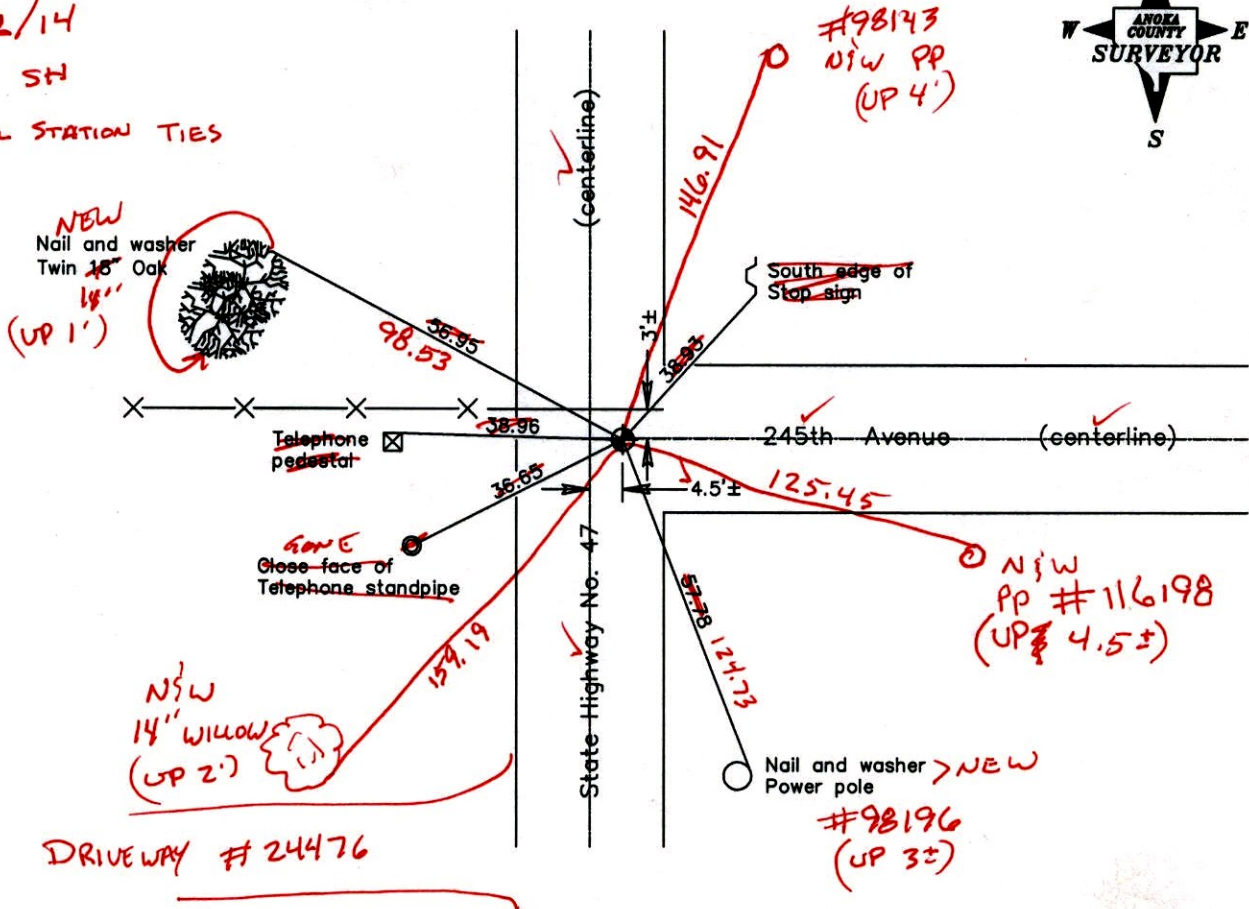 2/14
SH
STATION TIES
#98143
N&W PP
(UP 4')
W ANOKA COUNTY E
SURVEYOR
S
(centerline)
146.91
NEW
Nail and washer
Twin 18" Oak
14"
(UP 1')
56.95
98.53
South edge of
Stop sign
3'±
38.93
38.96
Telephone
pedestal
245th Avenue (centerline)
36.65
4.5'±
125.45
GONE
Close face of
Telephone standpipe
State Highway No. 47
N&W
PP #116198
(UP 4.5±)
57.78
124.73
159.19
N&W
14" WILLOW
(UP 2')
Nail and washer > NEW
Power pole
#98196
(UP 3±)
DRIVEWAY #24476